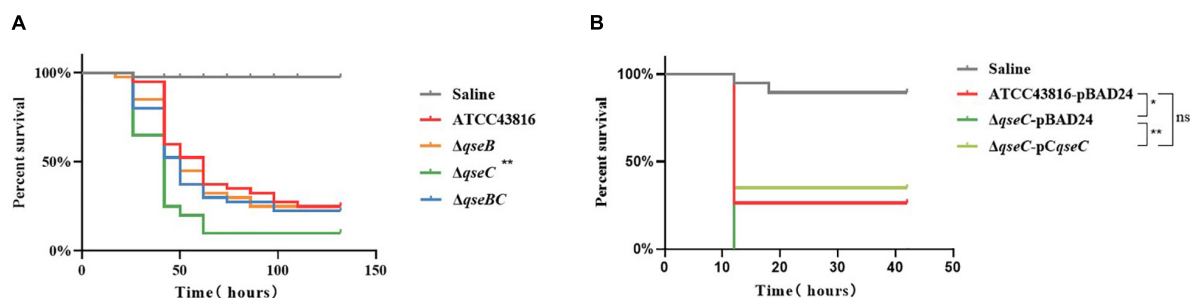 A
100%
50%
0%
Percent survival
0
50
100
150
Time( hours)
Saline
ATCC43816
ΔqseB
ΔqseC **
ΔqseBC
B
100%
50%
0%
Percent survival
0
10
20
30
40
50
Time( hours)
Saline
ATCC43816-pBAD24
ΔqseC-pBAD24
ΔqseC-pCqseC
*
**
ns